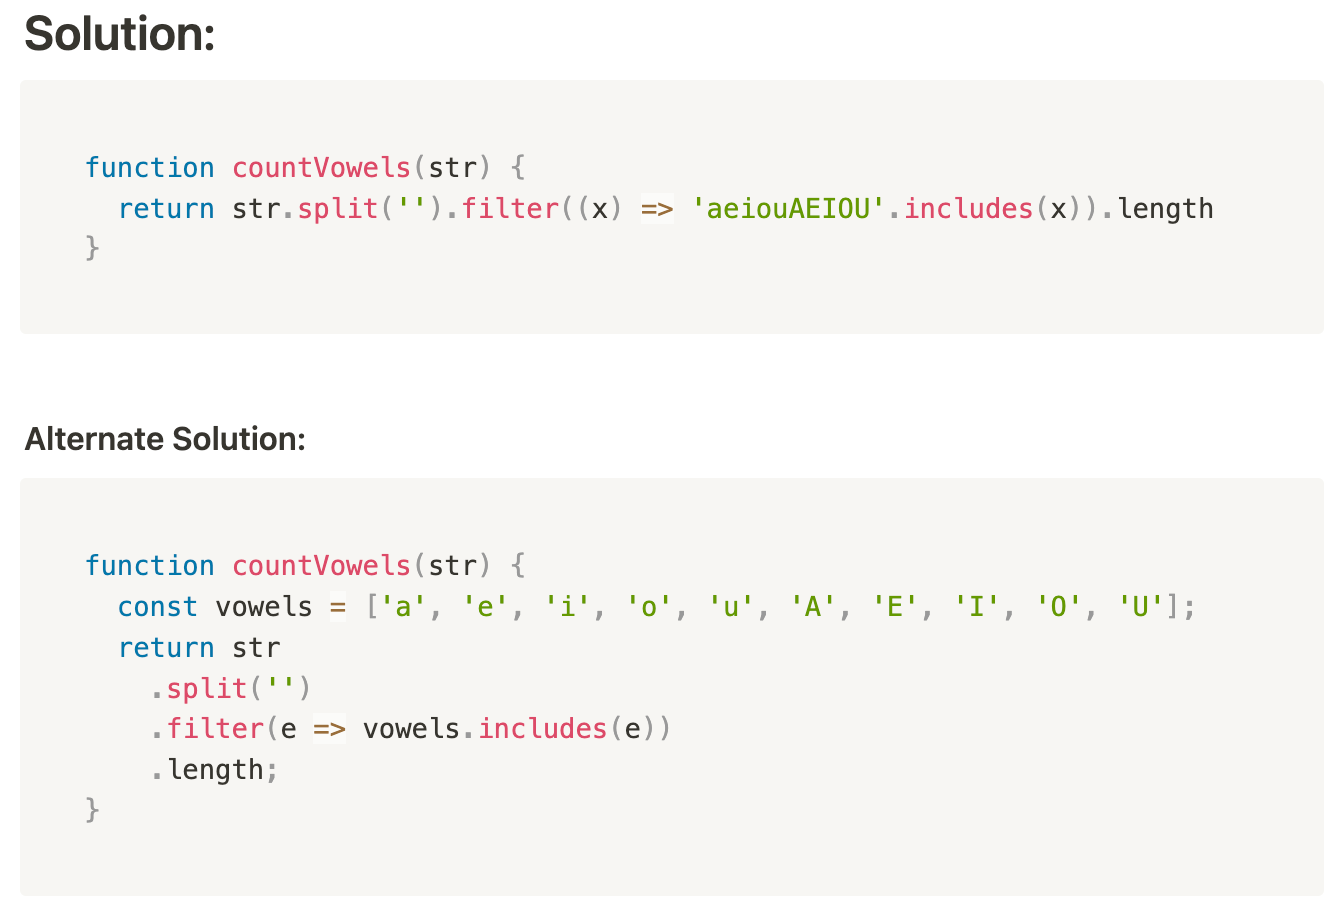 Solution:
function countVowels(str) {
  return str.split('').filter((x) => 'aeiouAEIOU'.includes(x)).length
}
Alternate Solution:
function countVowels(str) {
  const vowels = ['a', 'e', 'i', 'o', 'u', 'A', 'E', 'I', 'O', 'U'];
  return str
    .split('')
    .filter(e => vowels.includes(e))
    .length;
}